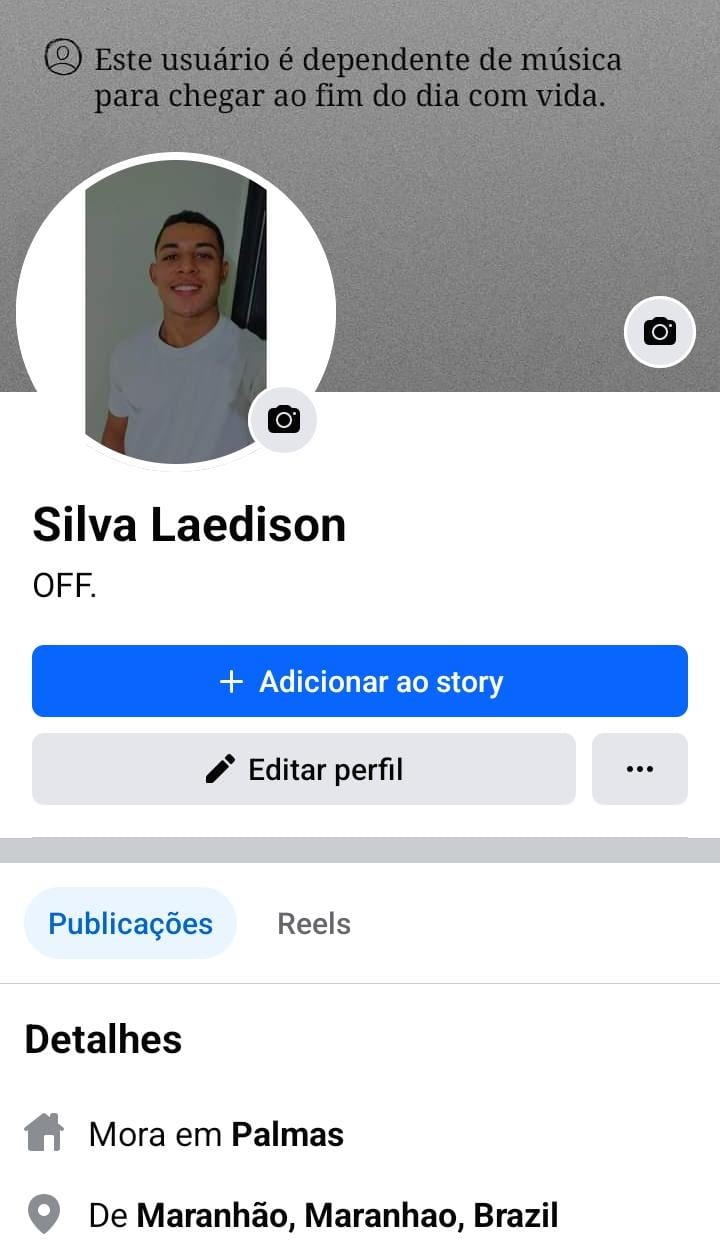 Este usuário é dependente de música
para chegar ao fim do dia com vida.
Silva Laedison
OFF.
+ Adicionar ao story
Editar perfil
Publicações
Reels
Detalhes
Mora em Palmas
De Maranhão, Maranhao, Brazil